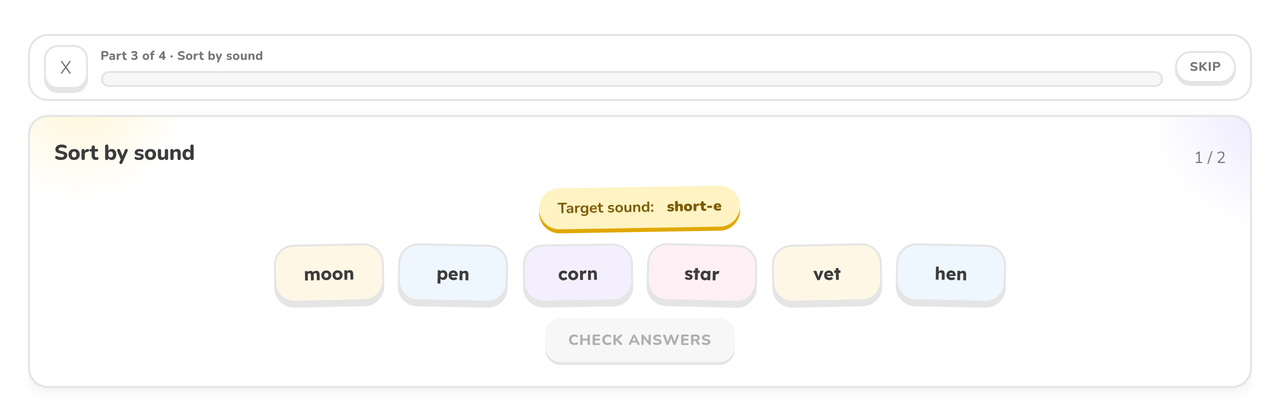 X
Part 3 of 4 · Sort by sound
SKIP
Sort by sound
1 / 2
Target sound: short-e
moon pen corn star vet hen
CHECK ANSWERS